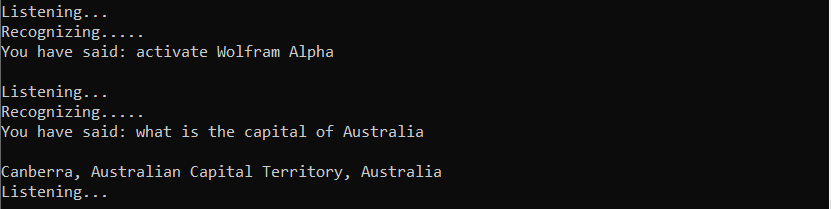 Listening...
Recognizing.....
You have said: activate Wolfram Alpha
Listening...
Recognizing.....
You have said: what is the capital of Australia
Canberra, Australian Capital Territory, Australia
Listening...